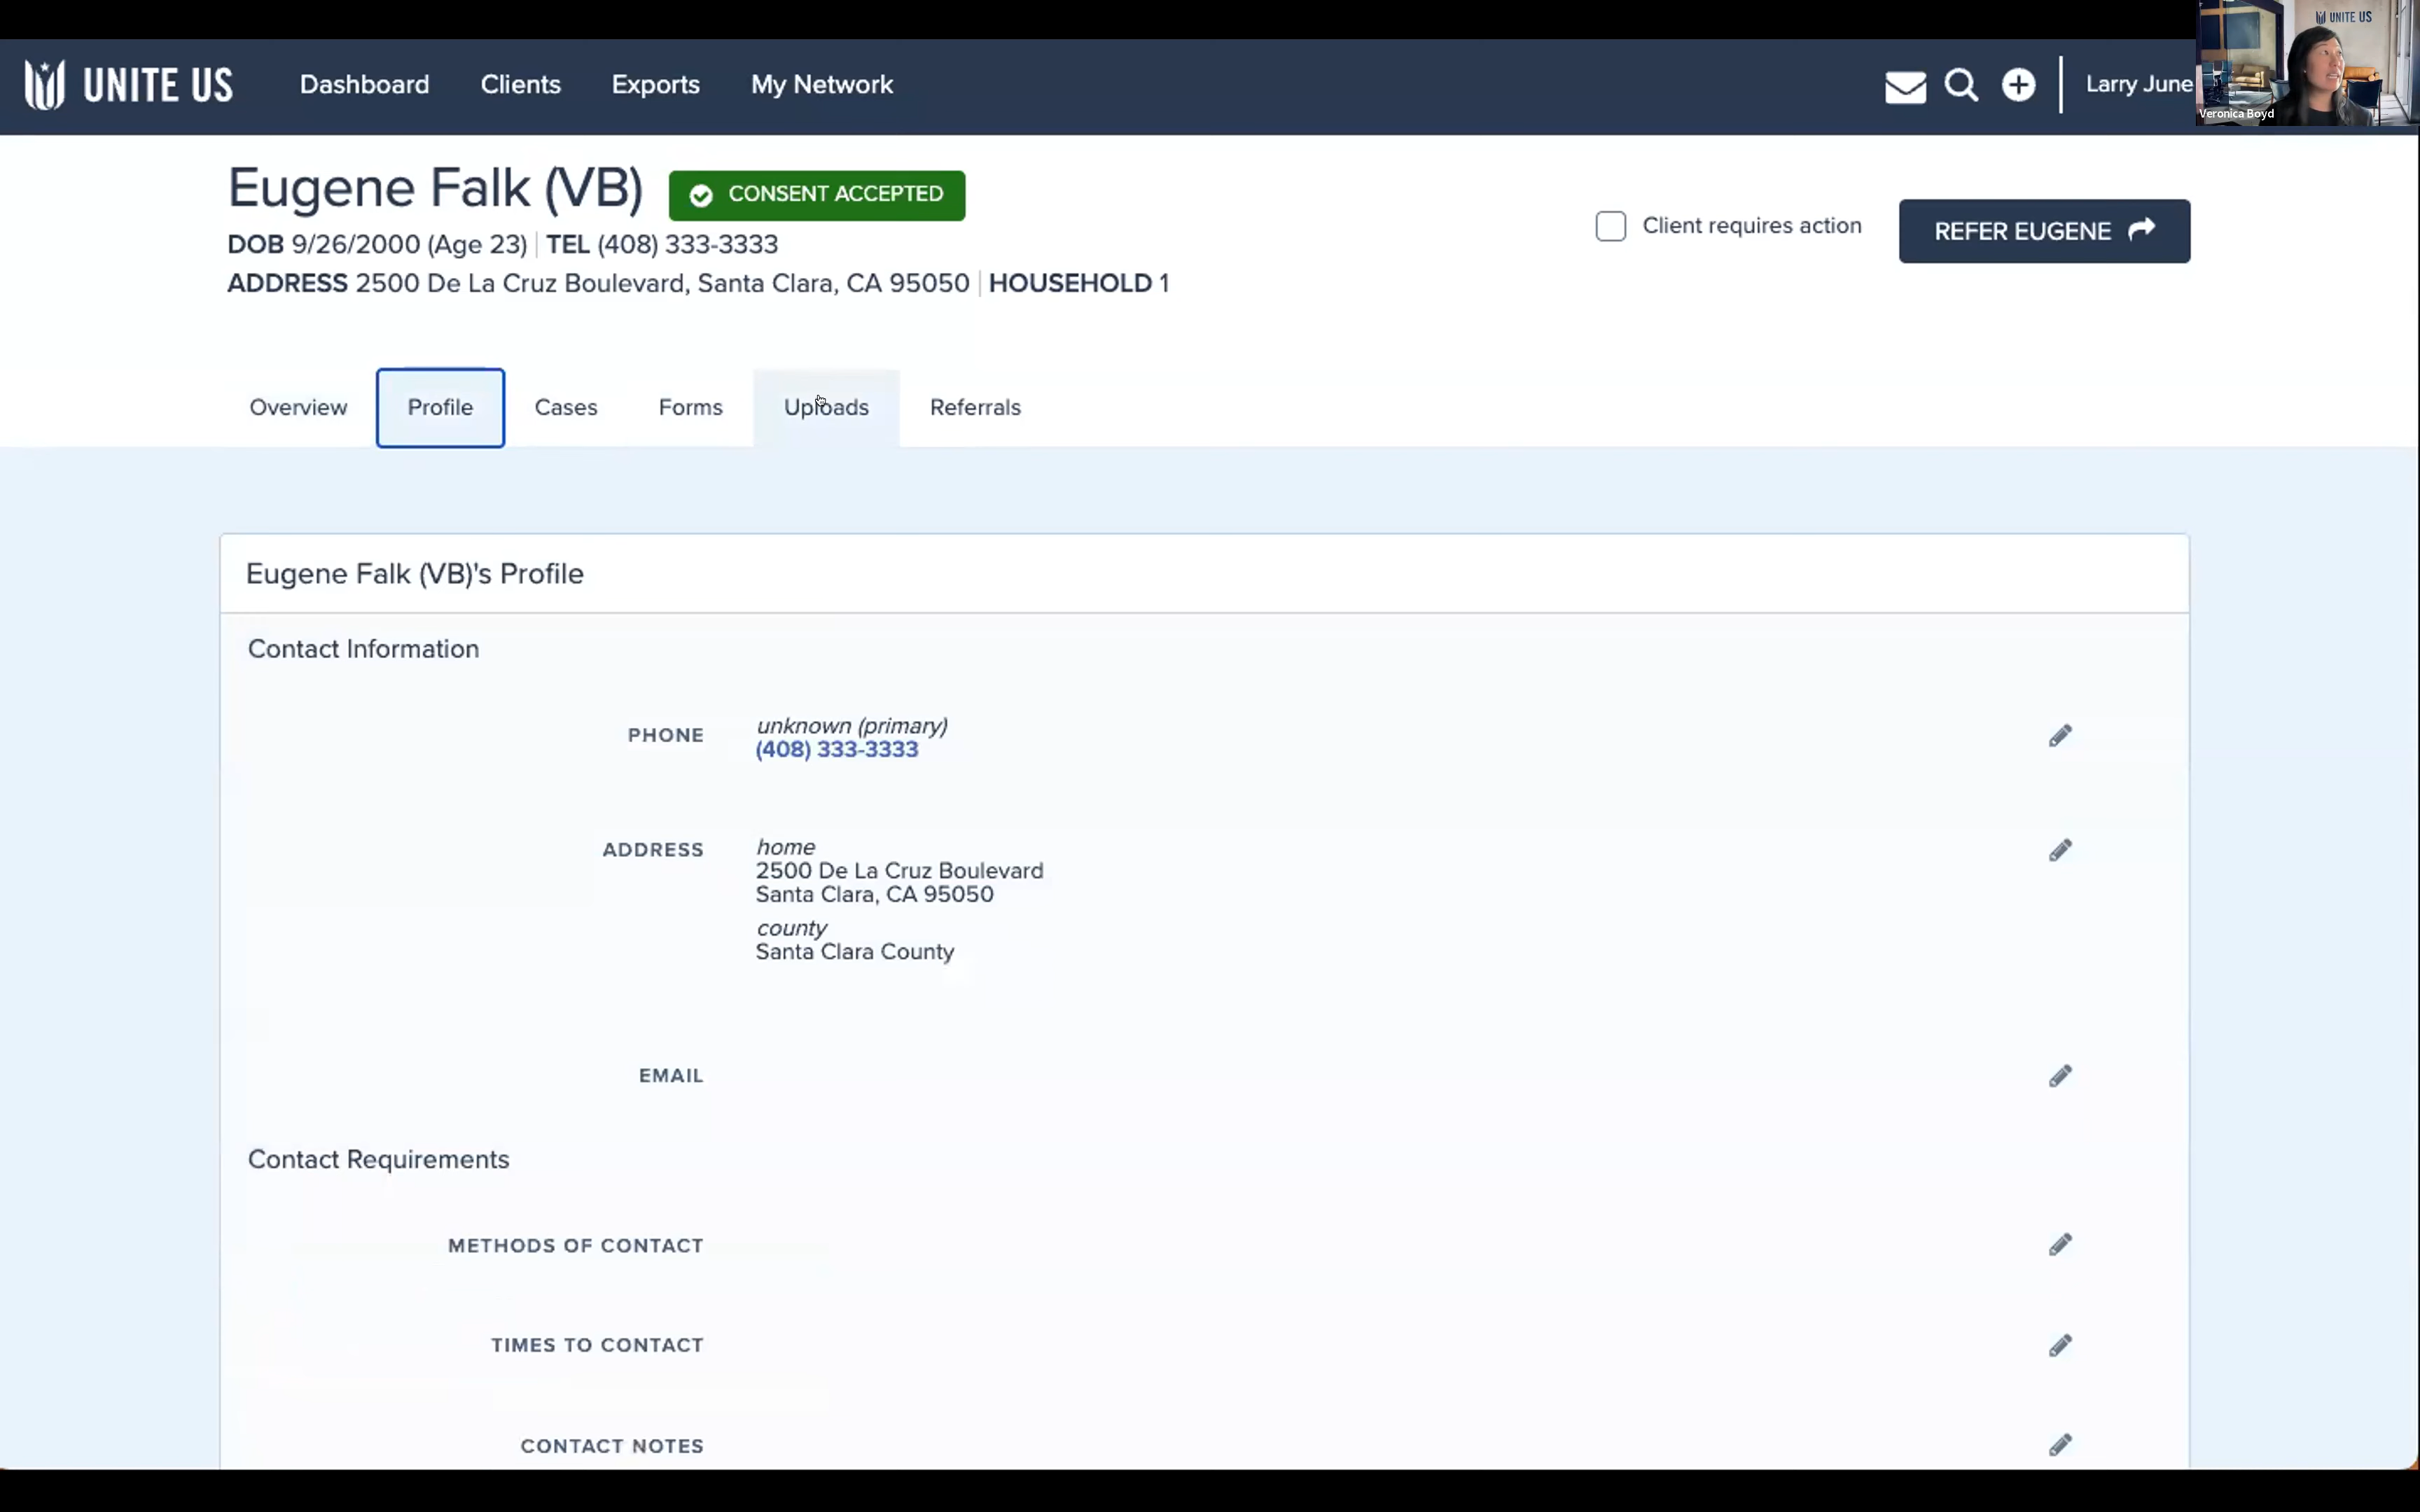 UNITE US
Dashboard
Clients
Exports
My Network
Larry June
UNITE US
Veronica Boyd
Eugene Falk (VB)
CONSENT ACCEPTED
DOB 9/26/2000 (Age 23) | TEL (408) 333-3333
ADDRESS 2500 De La Cruz Boulevard, Santa Clara, CA 95050 | HOUSEHOLD 1
Client requires action
REFER EUGENE
Overview
Profile
Cases
Forms
Uploads
Referrals
Eugene Falk (VB)'s Profile
Contact Information
PHONE
unknown (primary)
(408) 333-3333
ADDRESS
home
2500 De La Cruz Boulevard
Santa Clara, CA 95050
county
Santa Clara County
EMAIL
Contact Requirements
METHODS OF CONTACT
TIMES TO CONTACT
CONTACT NOTES